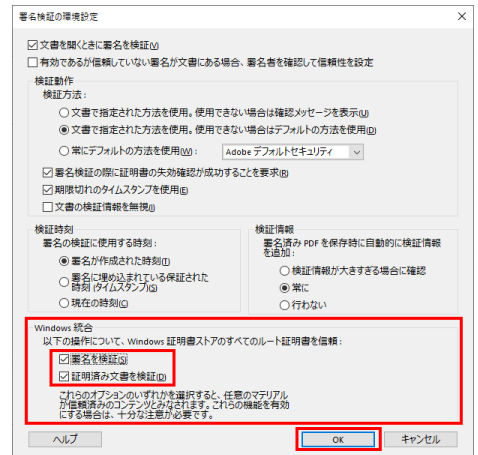 署名検証の環境設定
文書を開くときに署名を検証(V)
有効であるが信頼していない署名が文書にある場合、署名者を確認して信頼性を設定
検証動作
検証方法:
文書で指定された方法を使用。使用できない場合は確認メッセージを表示(U)
文書で指定された方法を使用。使用できない場合はデフォルトの方法を使用(D)
常にデフォルトの方法を使用(W):
Adobe デフォルトセキュリティ
署名検証の際に証明書の失効確認が成功することを要求(R)
期限切れのタイムスタンプを使用(E)
文書の検証情報を無視(I)
検証時刻
署名の検証に使用する時刻:
署名が作成された時刻(T)
署名に埋め込まれている保証された
時刻 (タイムスタンプ)(S)
現在の時刻(C)
検証情報
署名済み PDF を保存時に自動的に検証情報
を追加:
検証情報が大きすぎる場合に確認
常に
行わない
Windows 統合
以下の操作について、Windows 証明書ストアのすべてのルート証明書を信頼:
署名を検証(S)
証明済み文書を検証(D)
これらのオプションのいずれかを選択すると、任意のマテリアル
が信頼済みのコンテンツとみなされます。これらの機能を有効
にする場合は、十分な注意が必要です。
ヘルプ
OK
キャンセル